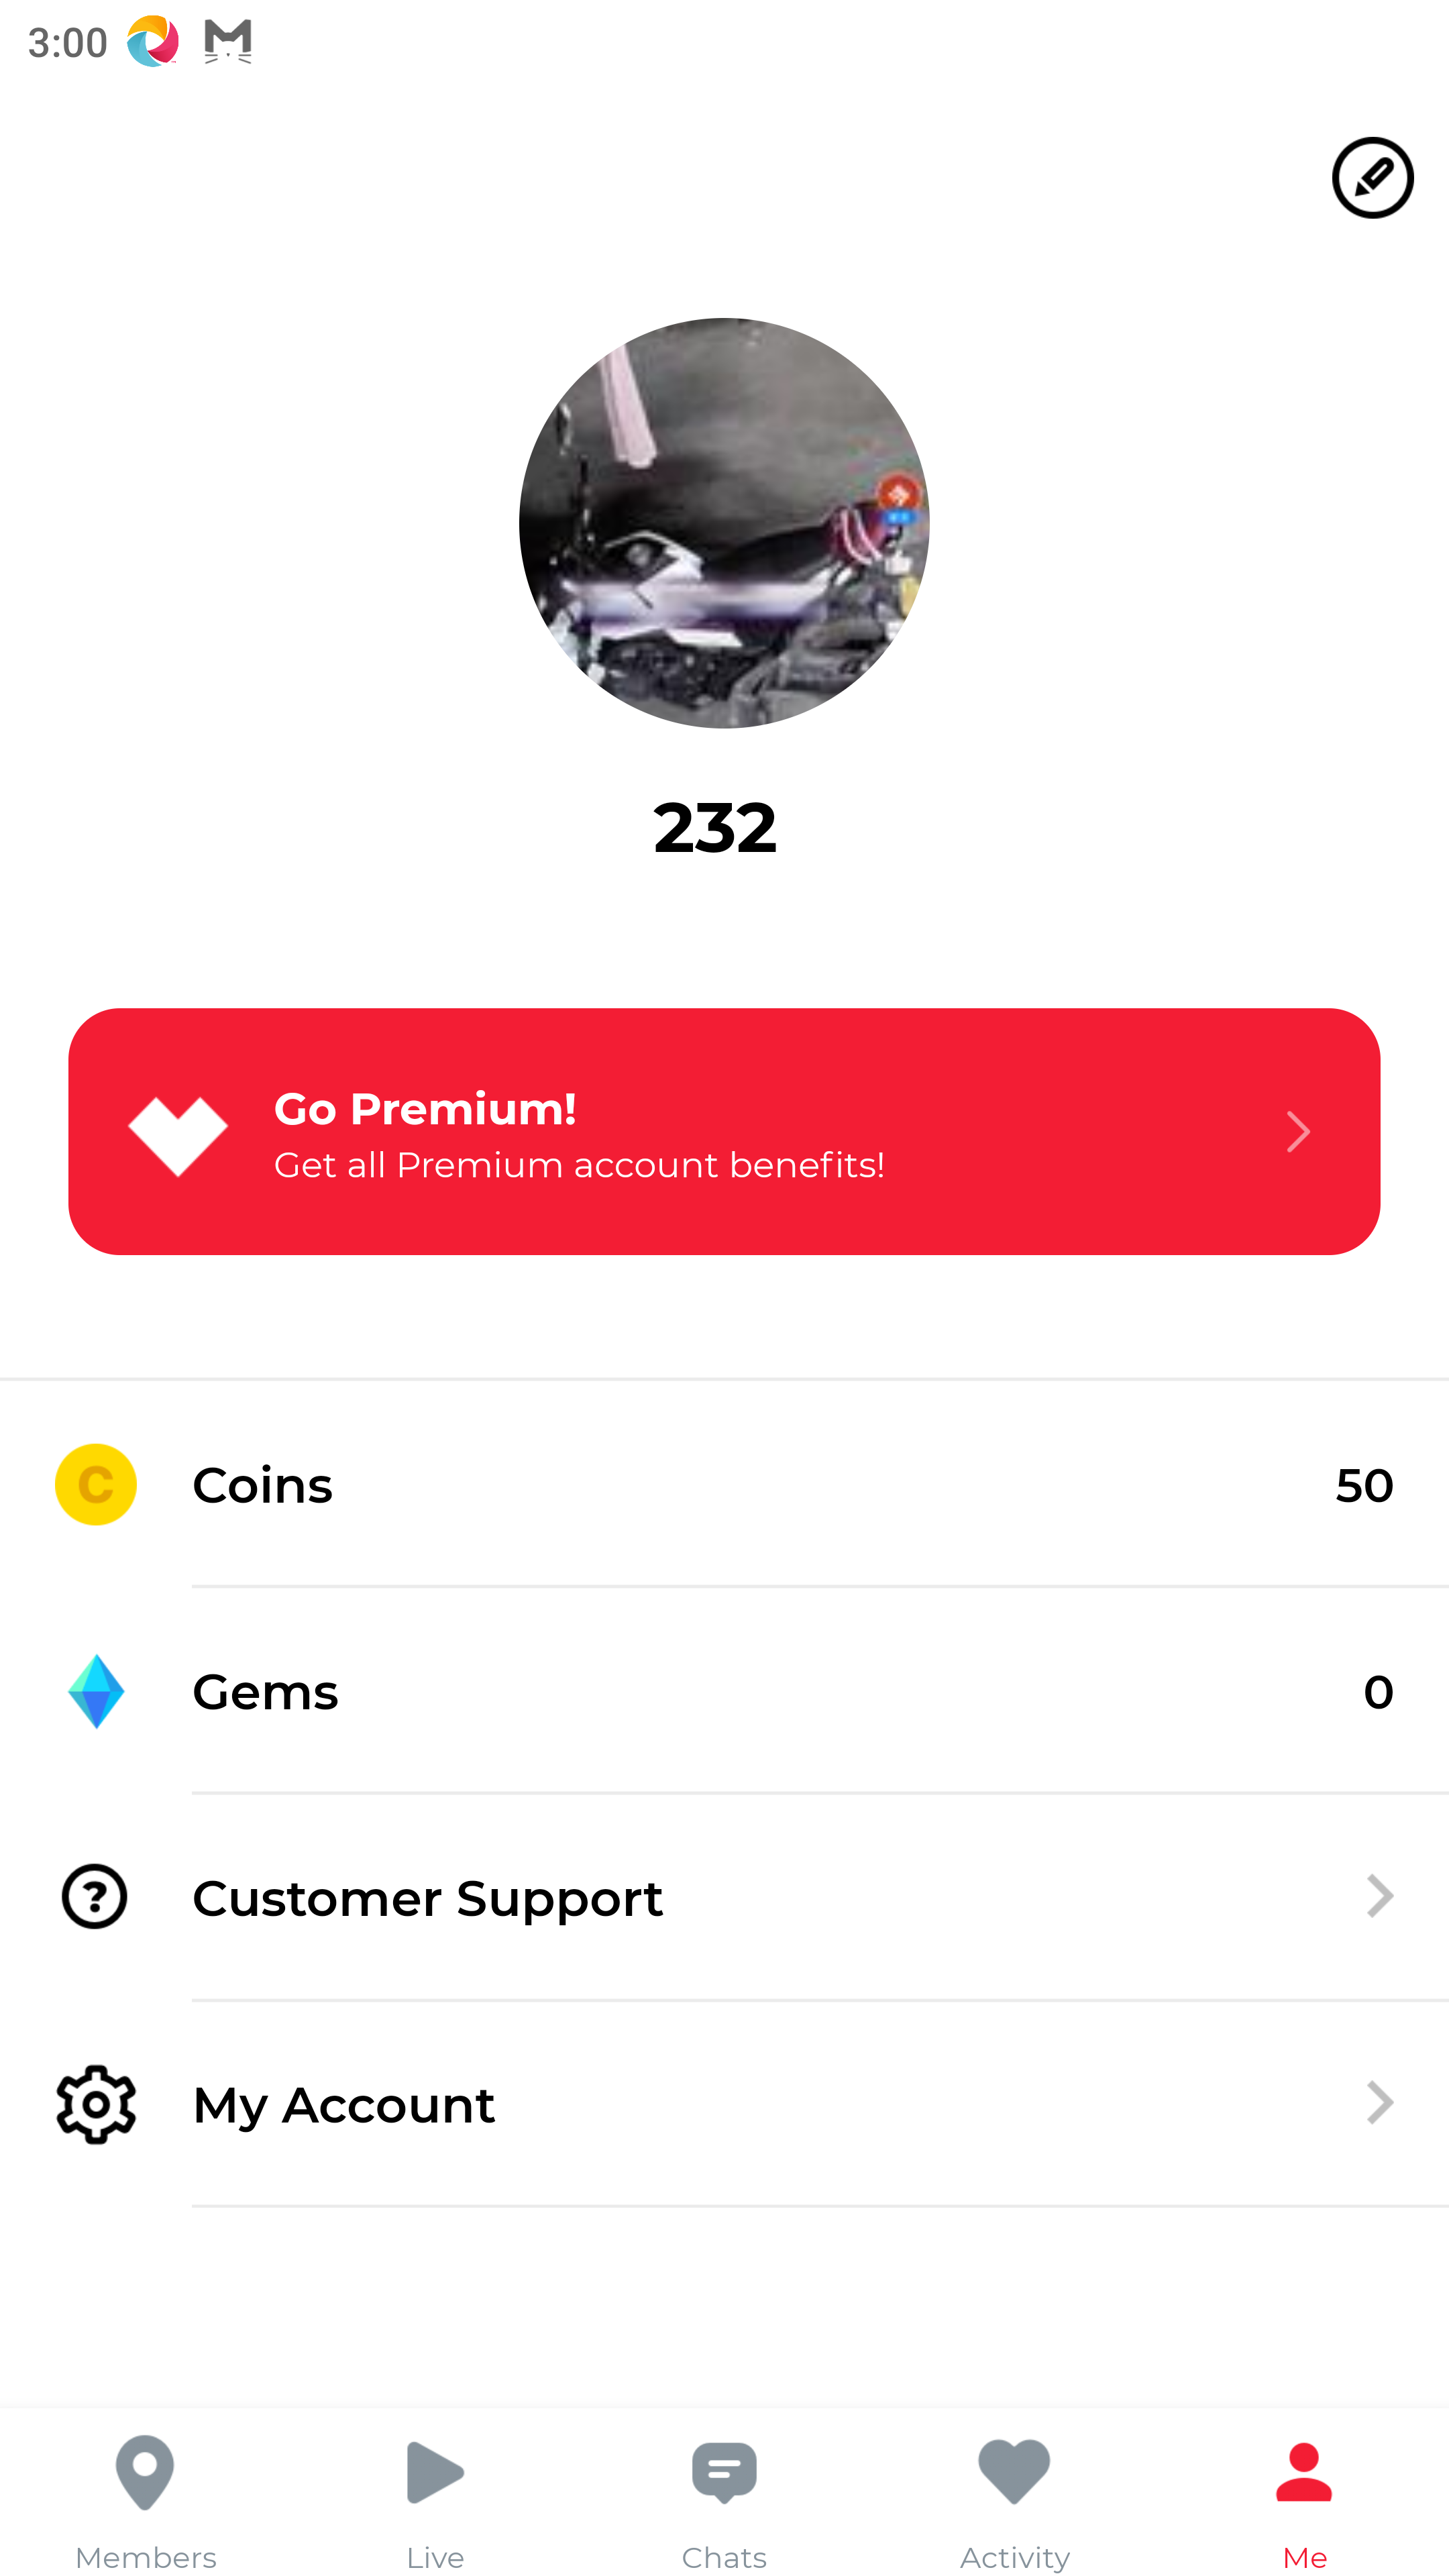 3:00
232
Go Premium!
Get all Premium account benefits!
C
Coins
50
Gems
0
Customer Support
My Account
Members
Live
Chats
Activity
Me